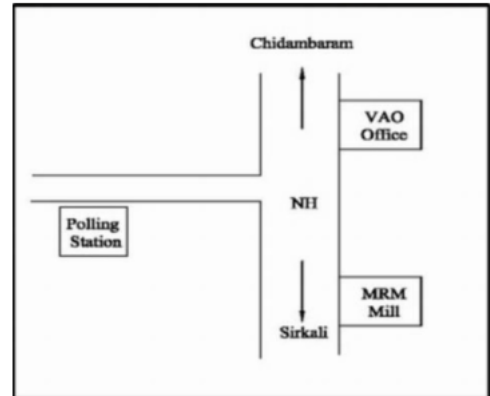 Chidambaram
VAO
Office
NH
Polling
Station
MRM
Mill
Sirkali